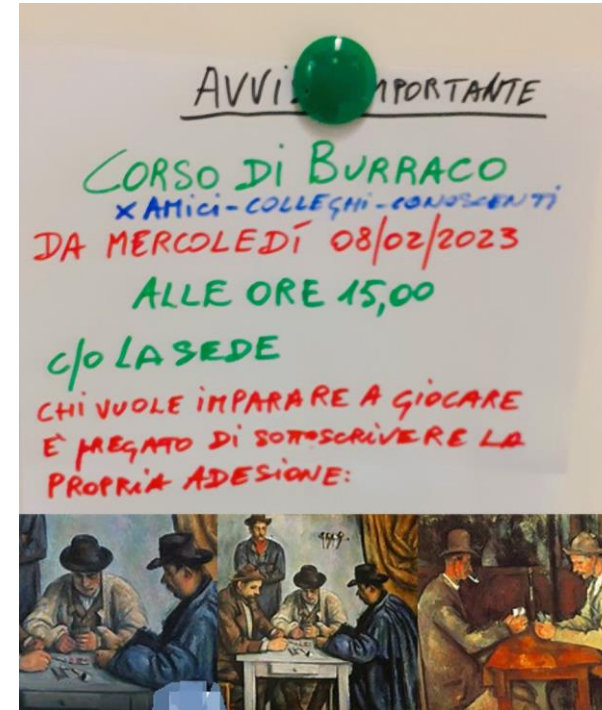 AVVI MPORTANTE
CORSO Di BURRACO
X AMici-COLLEGHI-CONOSCENTI
DA MERCOLEDÍ 08/02/2023
ALLE ORE 15,00
c/o LA SEDE
CHi VUOLE iMPARARE A GiOCARE
È PREGATO Di SOTTOSCRiVERE LA
PROPRiA ADESiONE: